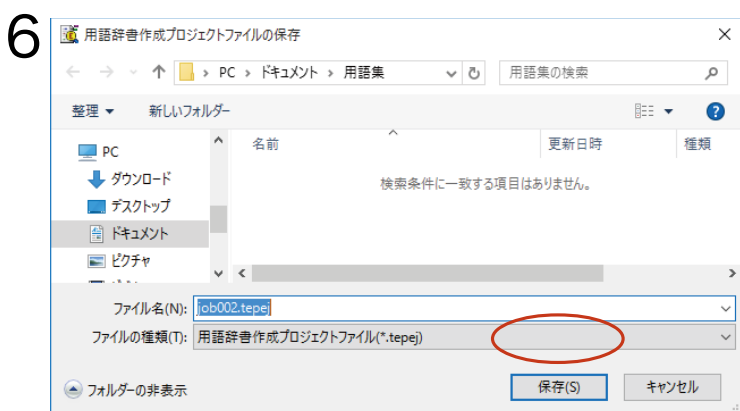 6
用語辞書作成プロジェクトファイルの保存
PC › ドキュメント › 用語集
用語集の検索
整理 新しいフォルダー
名前 更新日時 種類
検索条件に一致する項目はありません。
PC
ダウンロード
デスクトップ
ドキュメント
ピクチャ
ファイル名(N): job002.tepej
ファイルの種類(T): 用語辞書作成プロジェクトファイル(*.tepej)
フォルダーの非表示
保存(S) キャンセル